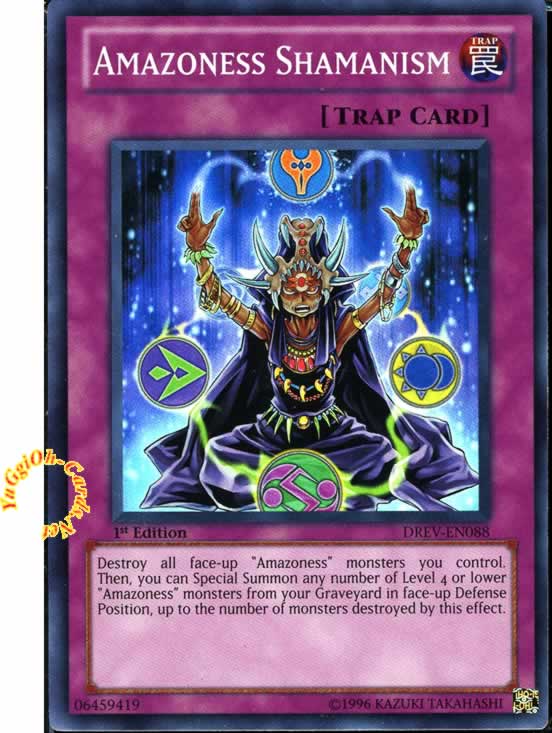 AMAZONESS SHAMANISM
TRAP
罠
[TRAP CARD]
YuGgiOh-Cards.Net
1st Edition
DREV-EN088
Destroy all face-up "Amazoness" monsters you control.
Then, you can Special Summon any number of Level 4 or lower
"Amazoness" monsters from your Graveyard in face-up Defense
Position, up to the number of monsters destroyed by this effect.
06459419
©1996 KAZUKI TAKAHASHI